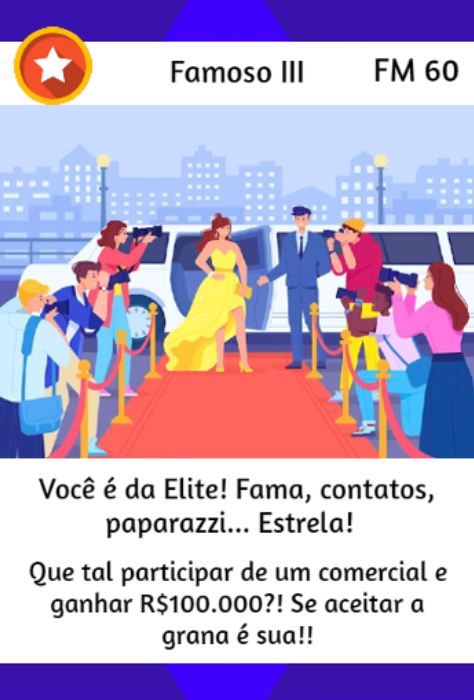 Famoso III
FM 60
Você é da Elite! Fama, contatos,
paparazzi... Estrela!
Que tal participar de um comercial e
ganhar R$100.000?! Se aceitar a
grana é sua!!